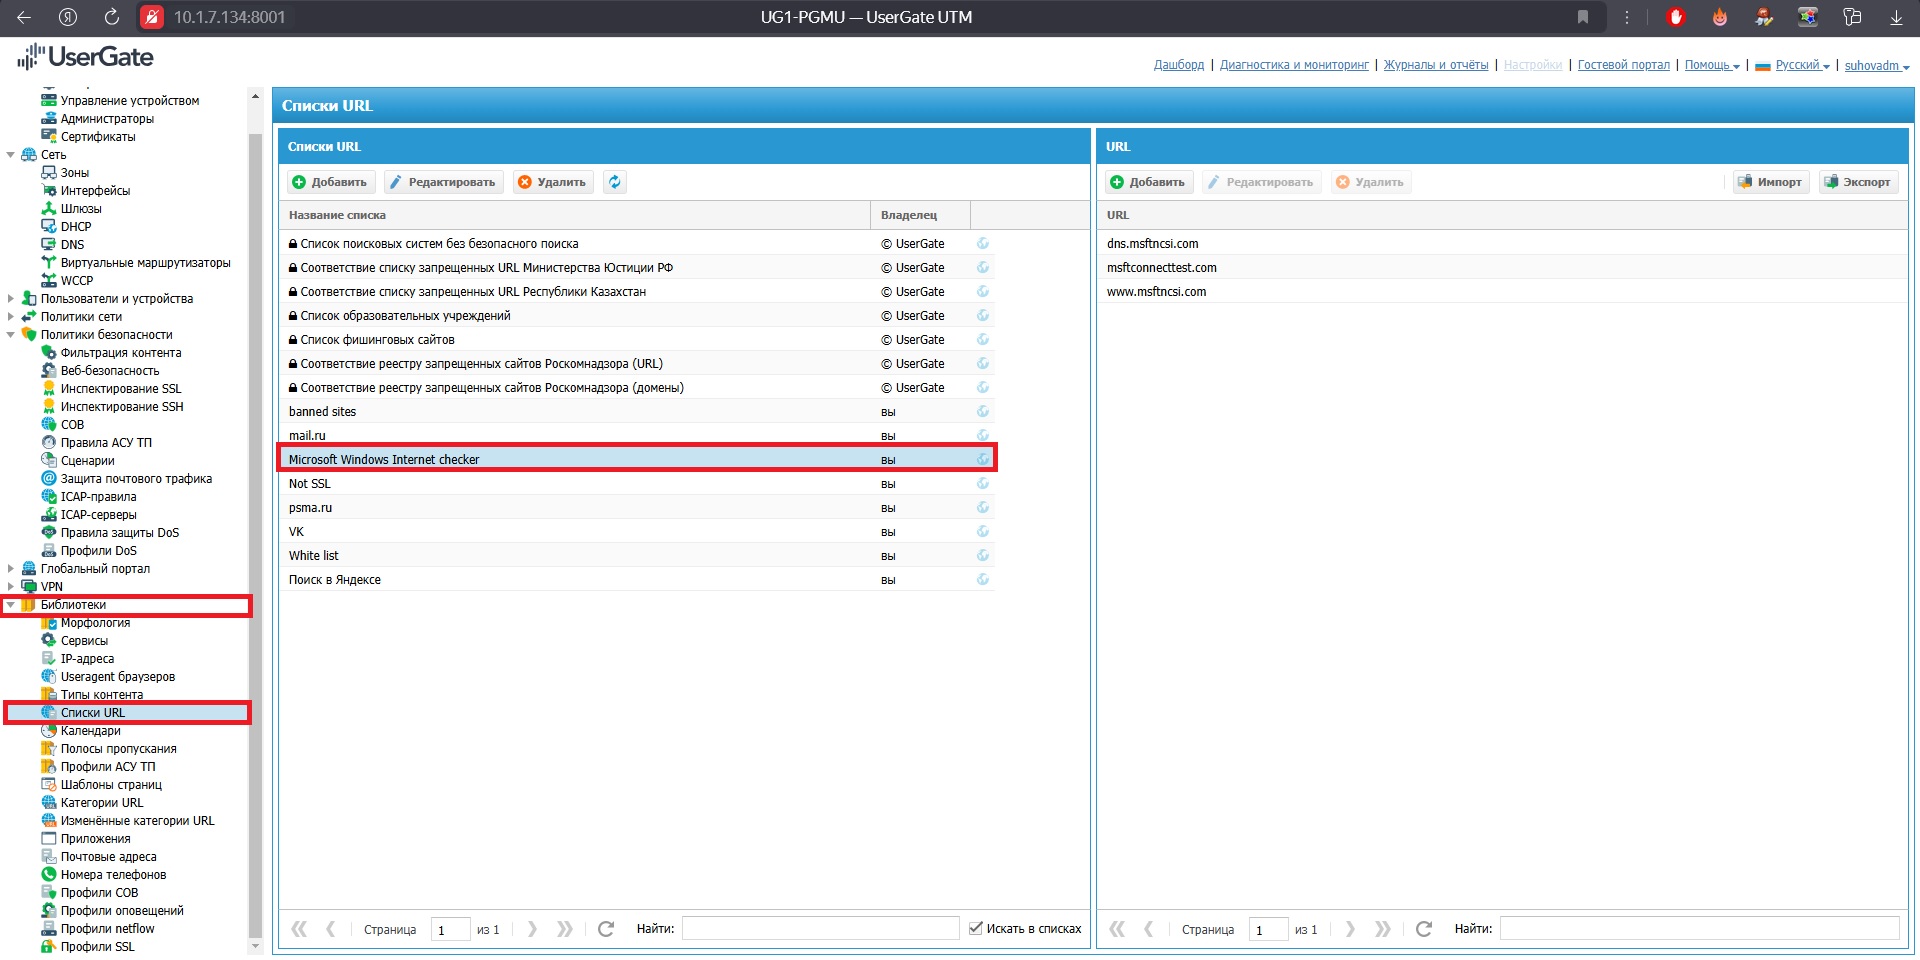 10.1.7.134:8001
UG1-PGMU — UserGate UTM
UserGate
Дашборд | Диагностика и мониторинг | Журналы и отчёты | Настройки | Гостевой портал | Помощь | Русский | suhovadm
Управление устройством
Администраторы
Сертификаты
Сеть
Зоны
Интерфейсы
Шлюзы
DHCP
DNS
Виртуальные маршрутизаторы
WCCP
Пользователи и устройства
Политики сети
Политики безопасности
Фильтрация контента
Веб-безопасность
Инспектирование SSL
Инспектирование SSH
СОВ
Правила АСУ ТП
Сценарии
Защита почтового трафика
ICAP-правила
ICAP-серверы
Правила защиты DoS
Профили DoS
Глобальный портал
VPN
Библиотеки
Морфология
Сервисы
IP-адреса
Useragent браузеров
Типы контента
Списки URL
Календари
Полосы пропускания
Профили АСУ ТП
Шаблоны страниц
Категории URL
Изменённые категории URL
Приложения
Почтовые адреса
Номера телефонов
Профили СОВ
Профили оповещений
Профили netflow
Профили SSL
Списки URL
Списки URL
Добавить Редактировать Удалить
Название списка Владелец
Список поисковых систем без безопасного поиска © UserGate
Соответствие списку запрещенных URL Министерства Юстиции РФ © UserGate
Соответствие списку запрещенных URL Республики Казахстан © UserGate
Список образовательных учреждений © UserGate
Список фишинговых сайтов © UserGate
Соответствие реестру запрещенных сайтов Роскомнадзора (URL) © UserGate
Соответствие реестру запрещенных сайтов Роскомнадзора (домены) © UserGate
banned sites вы
mail.ru вы
Microsoft Windows Internet checker вы
Not SSL вы
psma.ru вы
VK вы
White list вы
Поиск в Яндексе вы
Страница 1 из 1 Найти: Искать в списках
URL
Добавить Редактировать Удалить Импорт Экспорт
URL
dns.msftncsi.com
msftconnecttest.com
www.msftncsi.com
Страница 1 из 1 Найти: